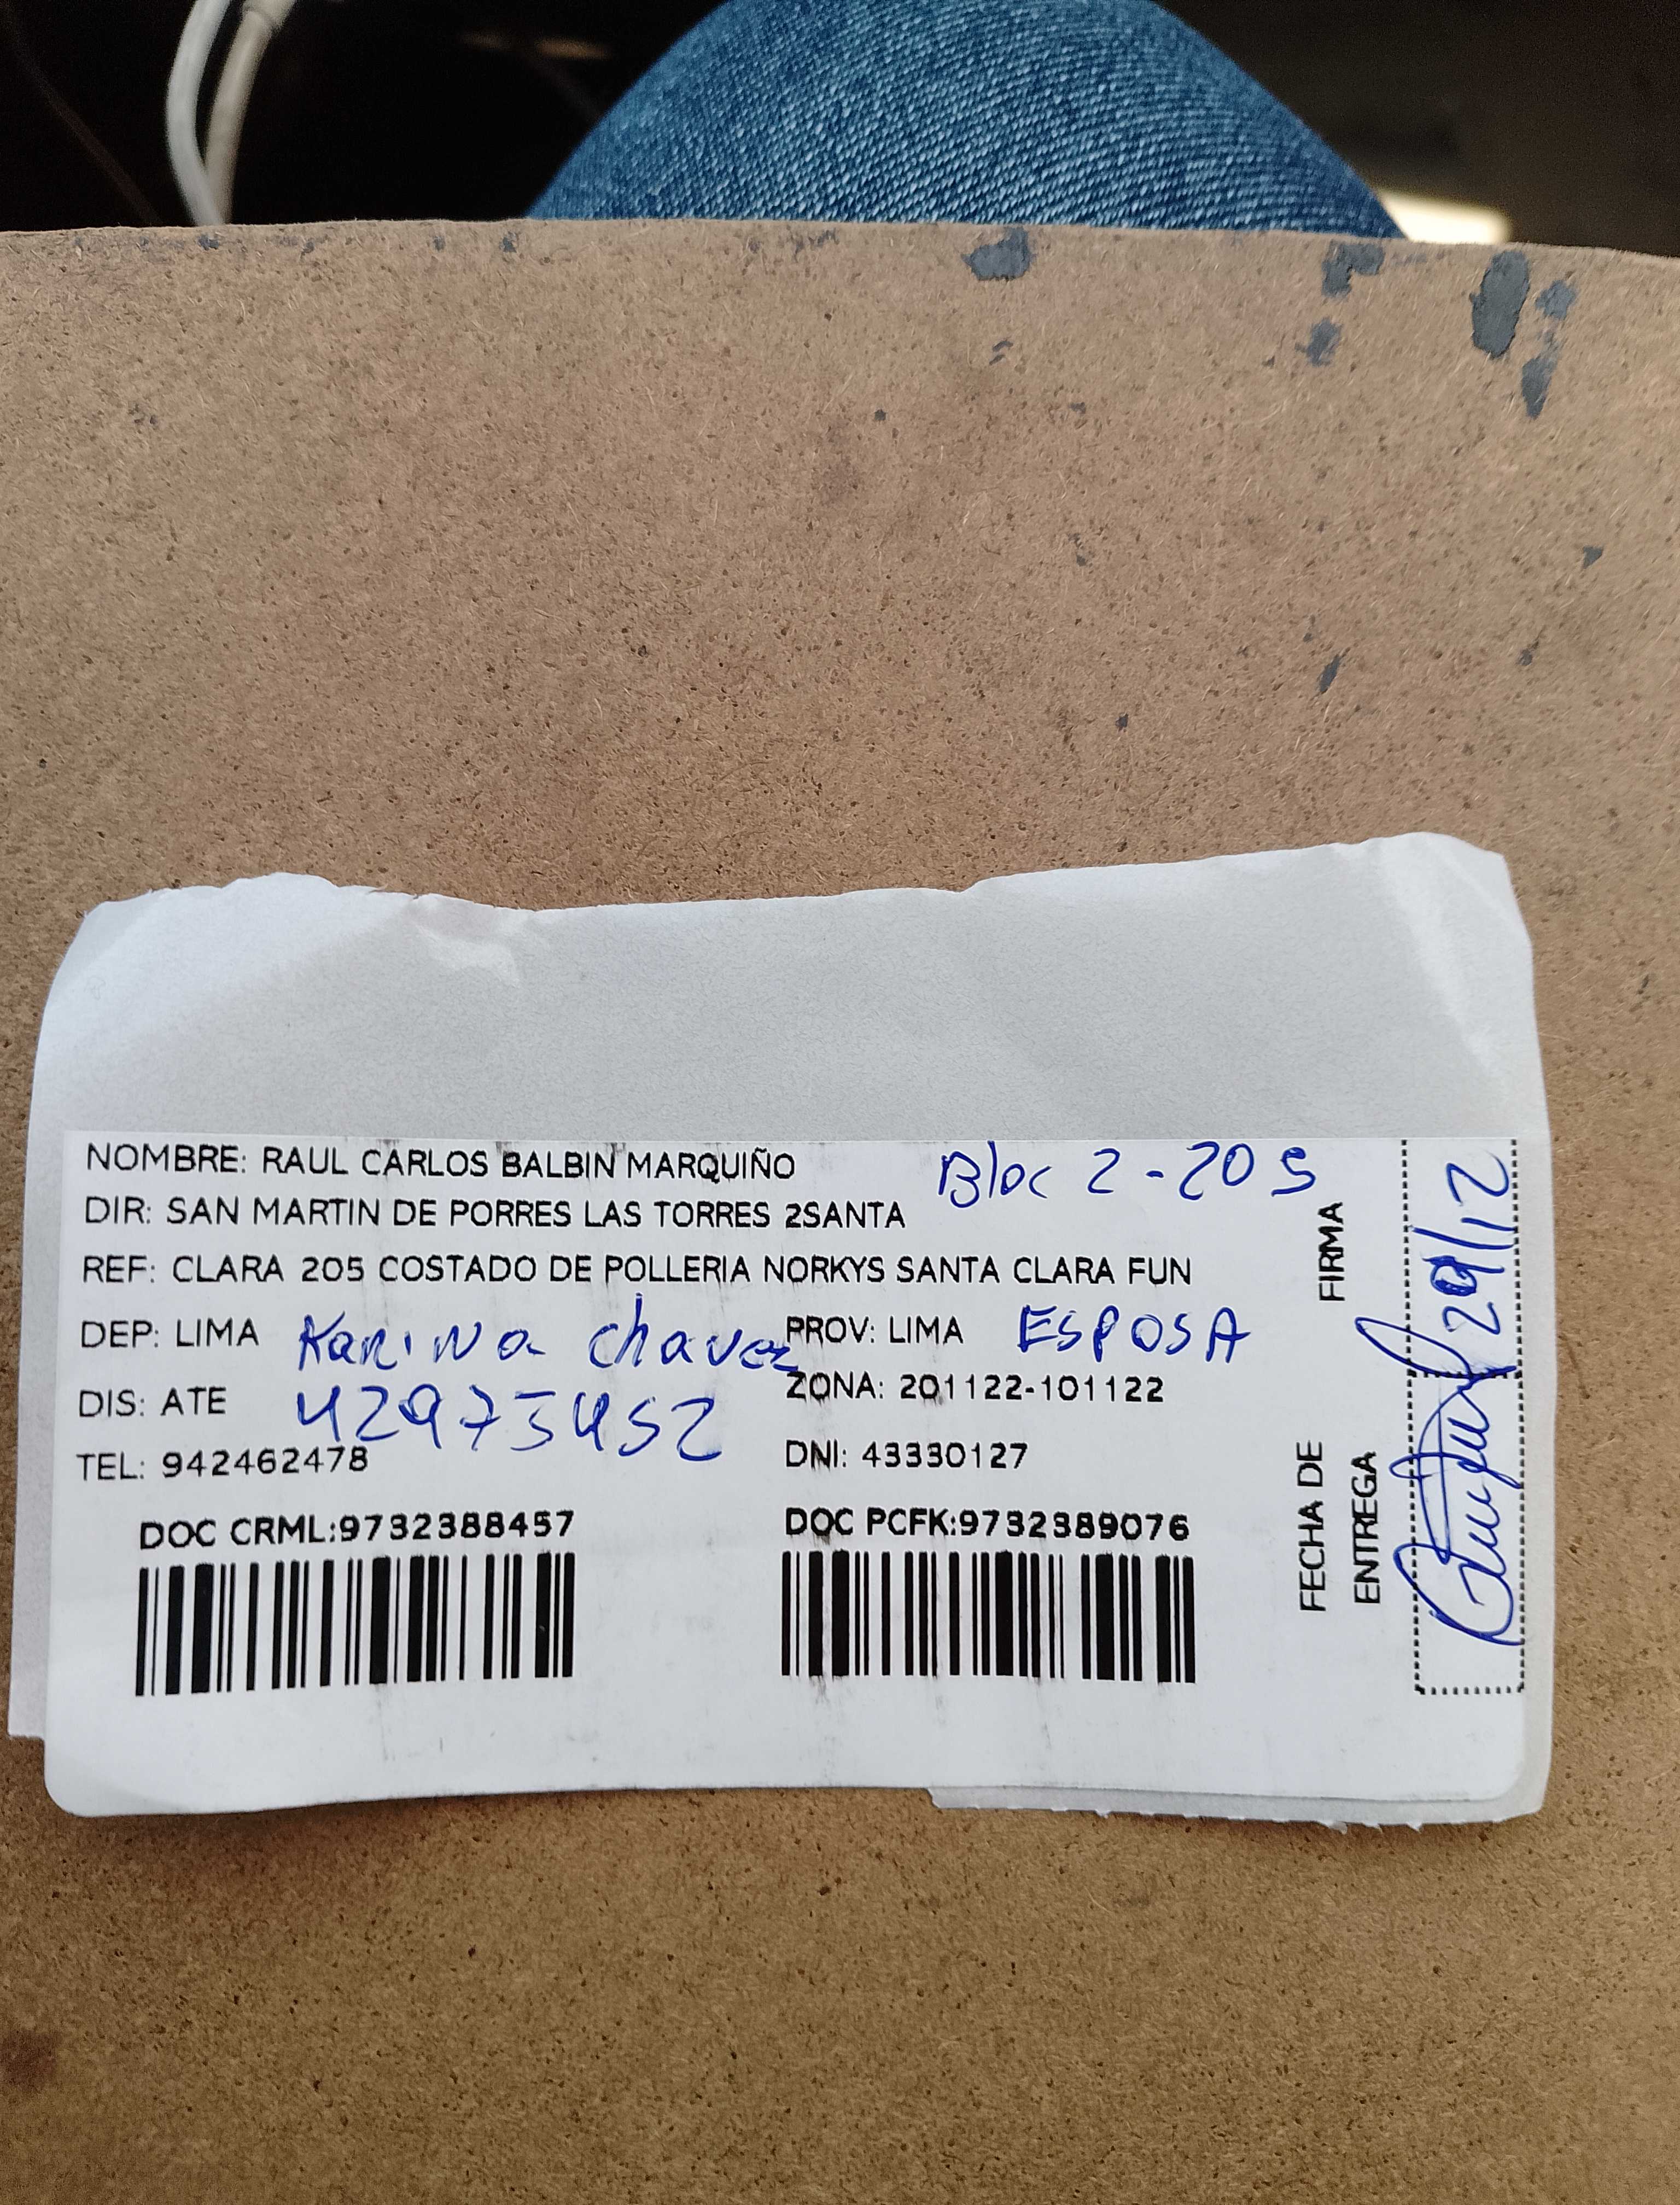 NOMBRE: RAUL CARLOS BALBIN MARQUIÑO
Bloc 2-205
DIR: SAN MARTIN DE PORRES LAS TORRES 2SANTA
REF: CLARA 205 COSTADO DE POLLERIA NORKYS SANTA CLARA FUN
DEP: LIMA
Karina Chavez
PROV: LIMA
ESPOSA
DIS: ATE
42973452
ZONA: 201122-101122
TEL: 942462478
DNI: 43330127
DOC CRML:9732388457
DOC PCFK:9732389076
FIRMA
29/12
FECHA DE
ENTREGA